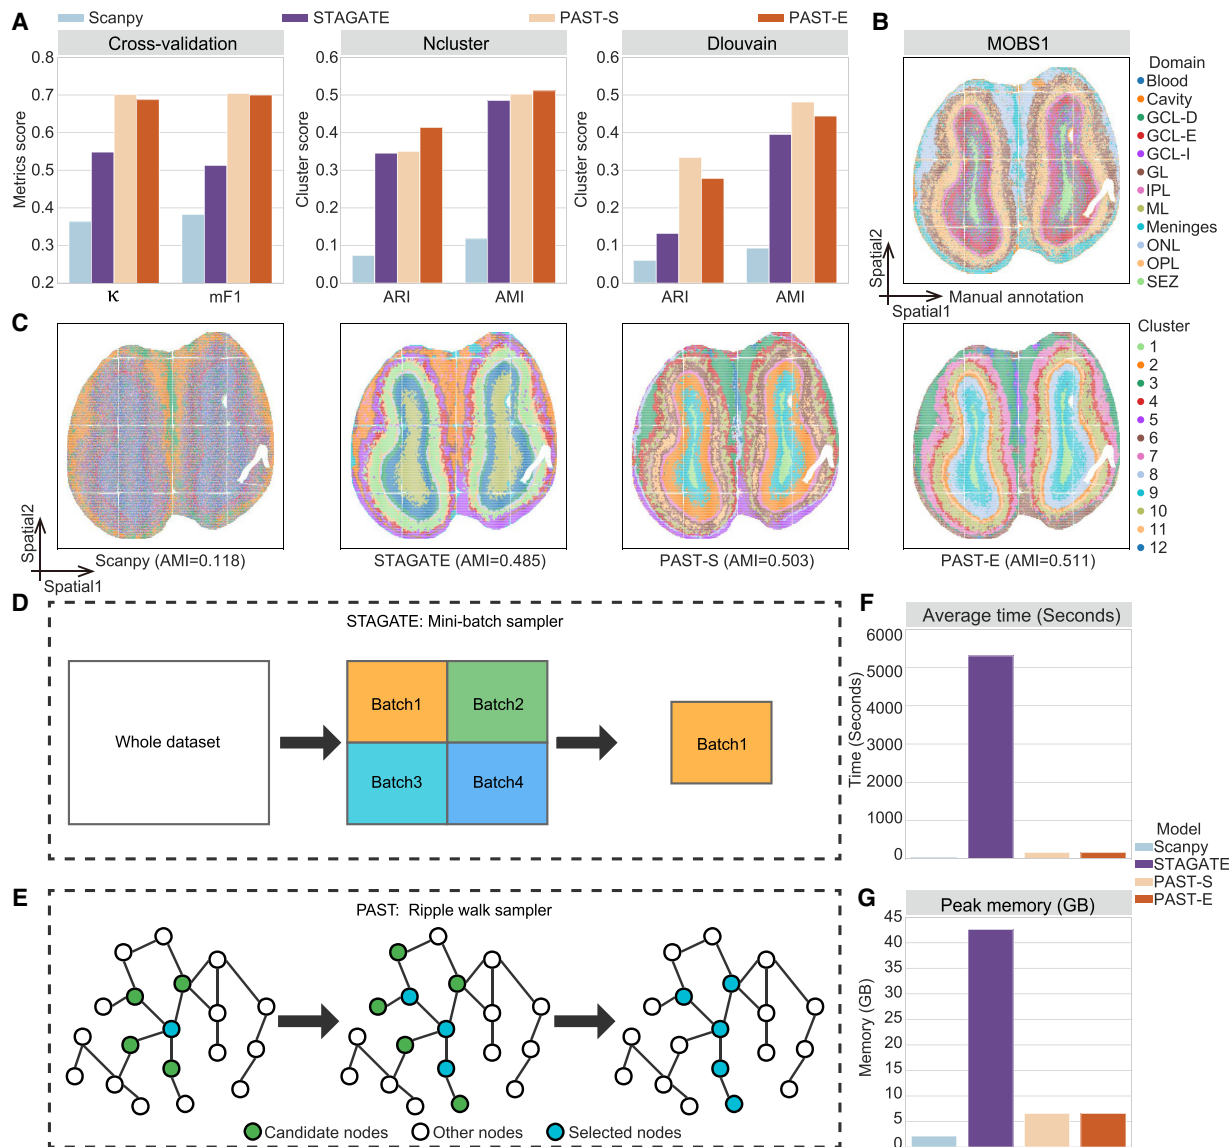 A
Scanpy
STAGATE
PAST-S
PAST-E
Cross-validation
Metrics score
0.8
0.7
0.6
0.5
0.4
0.3
0.2
κ
mF1
Ncluster
Cluster score
0.6
0.5
0.4
0.3
0.2
0.1
0.0
ARI
AMI
Dlouvain
Cluster score
0.6
0.5
0.4
0.3
0.2
0.1
0.0
ARI
AMI
B
MOBS1
Spatial2
Spatial1
Manual annotation
Domain
Blood
Cavity
GCL-D
GCL-E
GCL-I
GL
IPL
ML
Meninges
ONL
OPL
SEZ
C
Spatial2
Spatial1
Scanpy (AMI=0.118)
STAGATE (AMI=0.485)
PAST-S (AMI=0.503)
PAST-E (AMI=0.511)
Cluster
1
2
3
4
5
6
7
8
9
10
11
12
D
STAGATE: Mini-batch sampler
Whole dataset
Batch1
Batch2
Batch3
Batch4
Batch1
E
PAST: Ripple walk sampler
Candidate nodes
Other nodes
Selected nodes
F
Average time (Seconds)
Time (Seconds)
6000
5000
4000
3000
2000
1000
0
Model
Scanpy
STAGATE
PAST-S
PAST-E
G
Peak memory (GB)
Memory (GB)
45
40
35
30
25
20
15
10
5
0